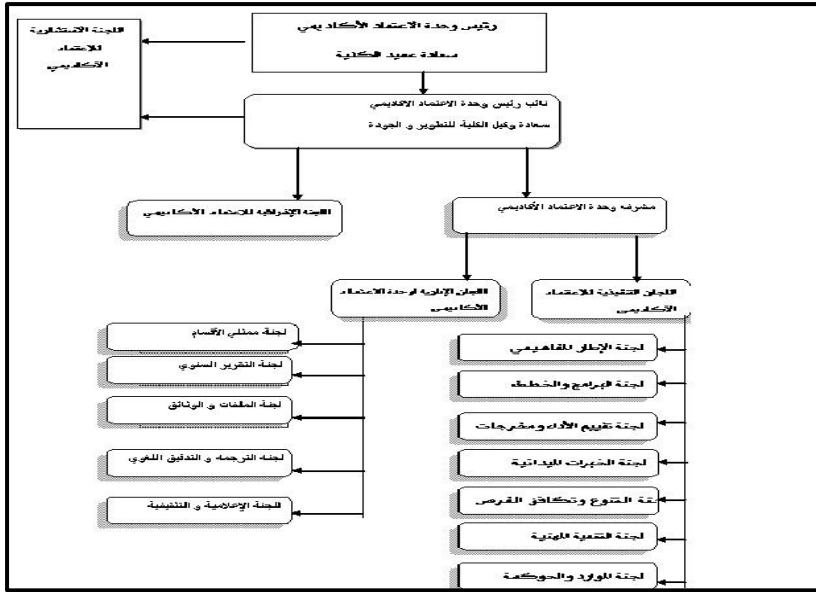 رئيس وحدة الاعتماد الأكاديمي
سعادة عميد الكلية
اللجنة الاستشارية
للاعتماد
الأكاديمي
نائب رئيس وحدة الاعتماد الاكاديمي
سعادة وكيل الكلية للتطوير و الجودة
مشرفه وحدة الاعتماد الأكاديمي
اللجنة الإشرافية للاعتماد الأكاديمي
اللجان التنفيذية للاعتماد
الأكاديمي
اللجان الإدارية لوحدة الاعتماد
الأكاديمي
لجنة الإطار المفاهيمي
لجنة البرامج والخطط
لجنة تقييم الأداء ومخرجات
لجنة الخبرات الميدانية
جنة التنوع وتكافؤ الفرص
لجنة التنمية المهنية
لجنة الموارد والحوكمة
لجنة ممثلي الأقسام
لجنة التقرير السنوي
لجنة الملفات و الوثائق
لجنة الترجمة و التدقيق اللغوي
اللجنة الإعلامية و التثقيفية